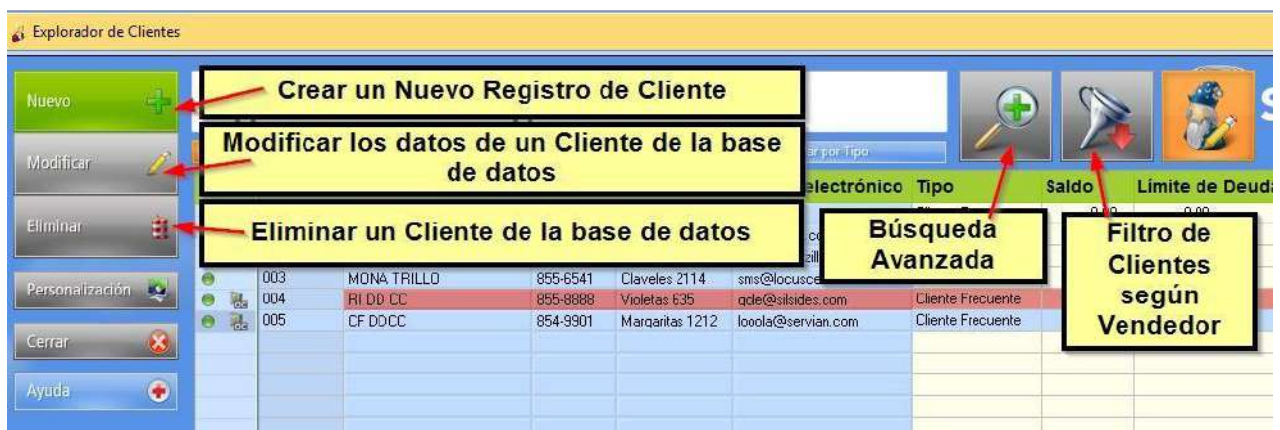 Explorador de Clientes
Nuevo
Crear un Nuevo Registro de Cliente
Modificar
Modificar los datos de un Cliente de la base
de datos
ar por Tipo
electrónico Tipo Saldo Límite de Deuda
Eliminar
Eliminar un Cliente de la base de datos
Búsqueda
Avanzada
Filtro de
Clientes
según
Vendedor
003 MONA TRILLO 855-6541 Claveles 2114
Personalización
004 RI DD CC 855-8888 Violetas 635 qcle@silsides.com Cliente Frecuente
005 CF DDCC 854-9901 Margaritas 1212 looola@servian.com Cliente Frecuente
Cerrar
Ayuda